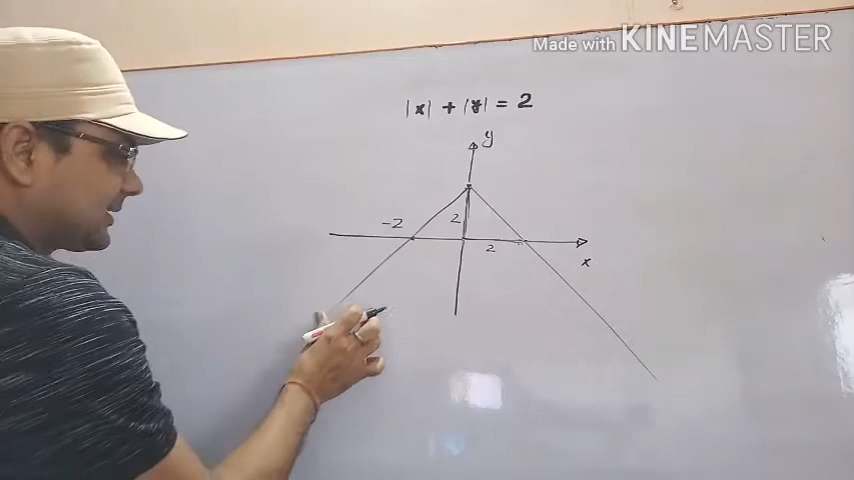 Made with KINEMASTER
|x| + |y| = 2
y
-2
2
2
x